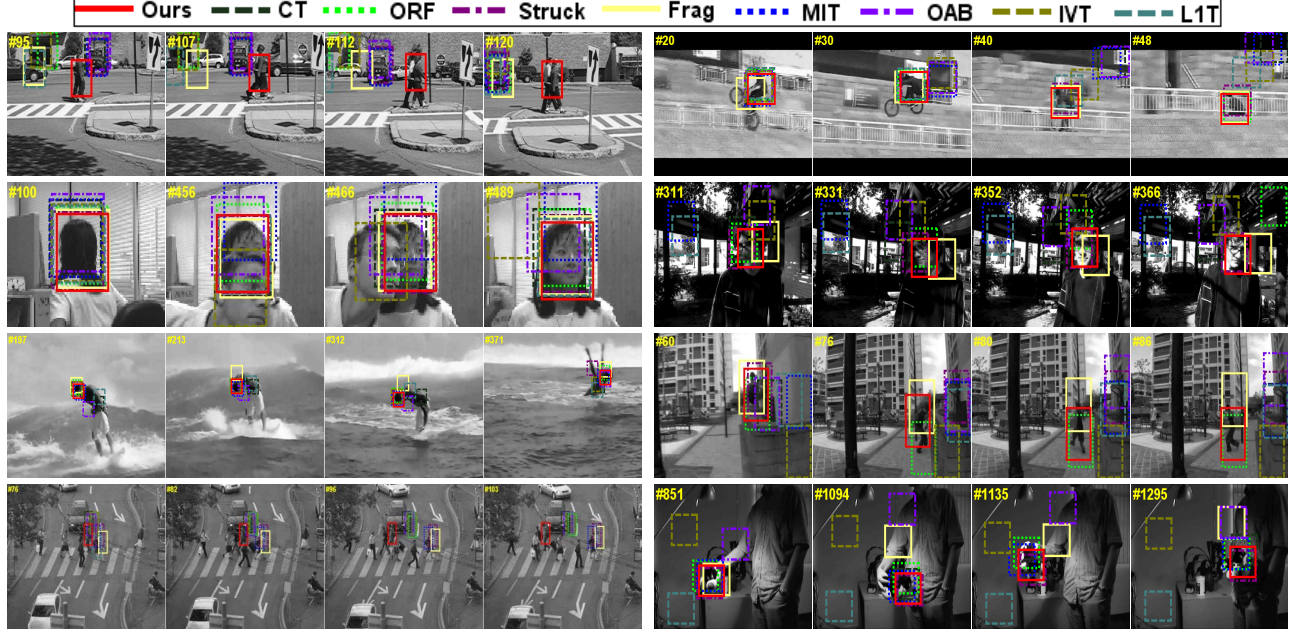 Ours CT ORF Struck Frag MIT OAB IVT L1T
#95 #107 #112 #120 #20 #30 #40 #48
#100 #456 #466 #489 #311 #331 #352 #366
#197 #213 #312 #371 #60 #76 #80 #86
#76 #82 #96 #103 #851 #1094 #1135 #1295